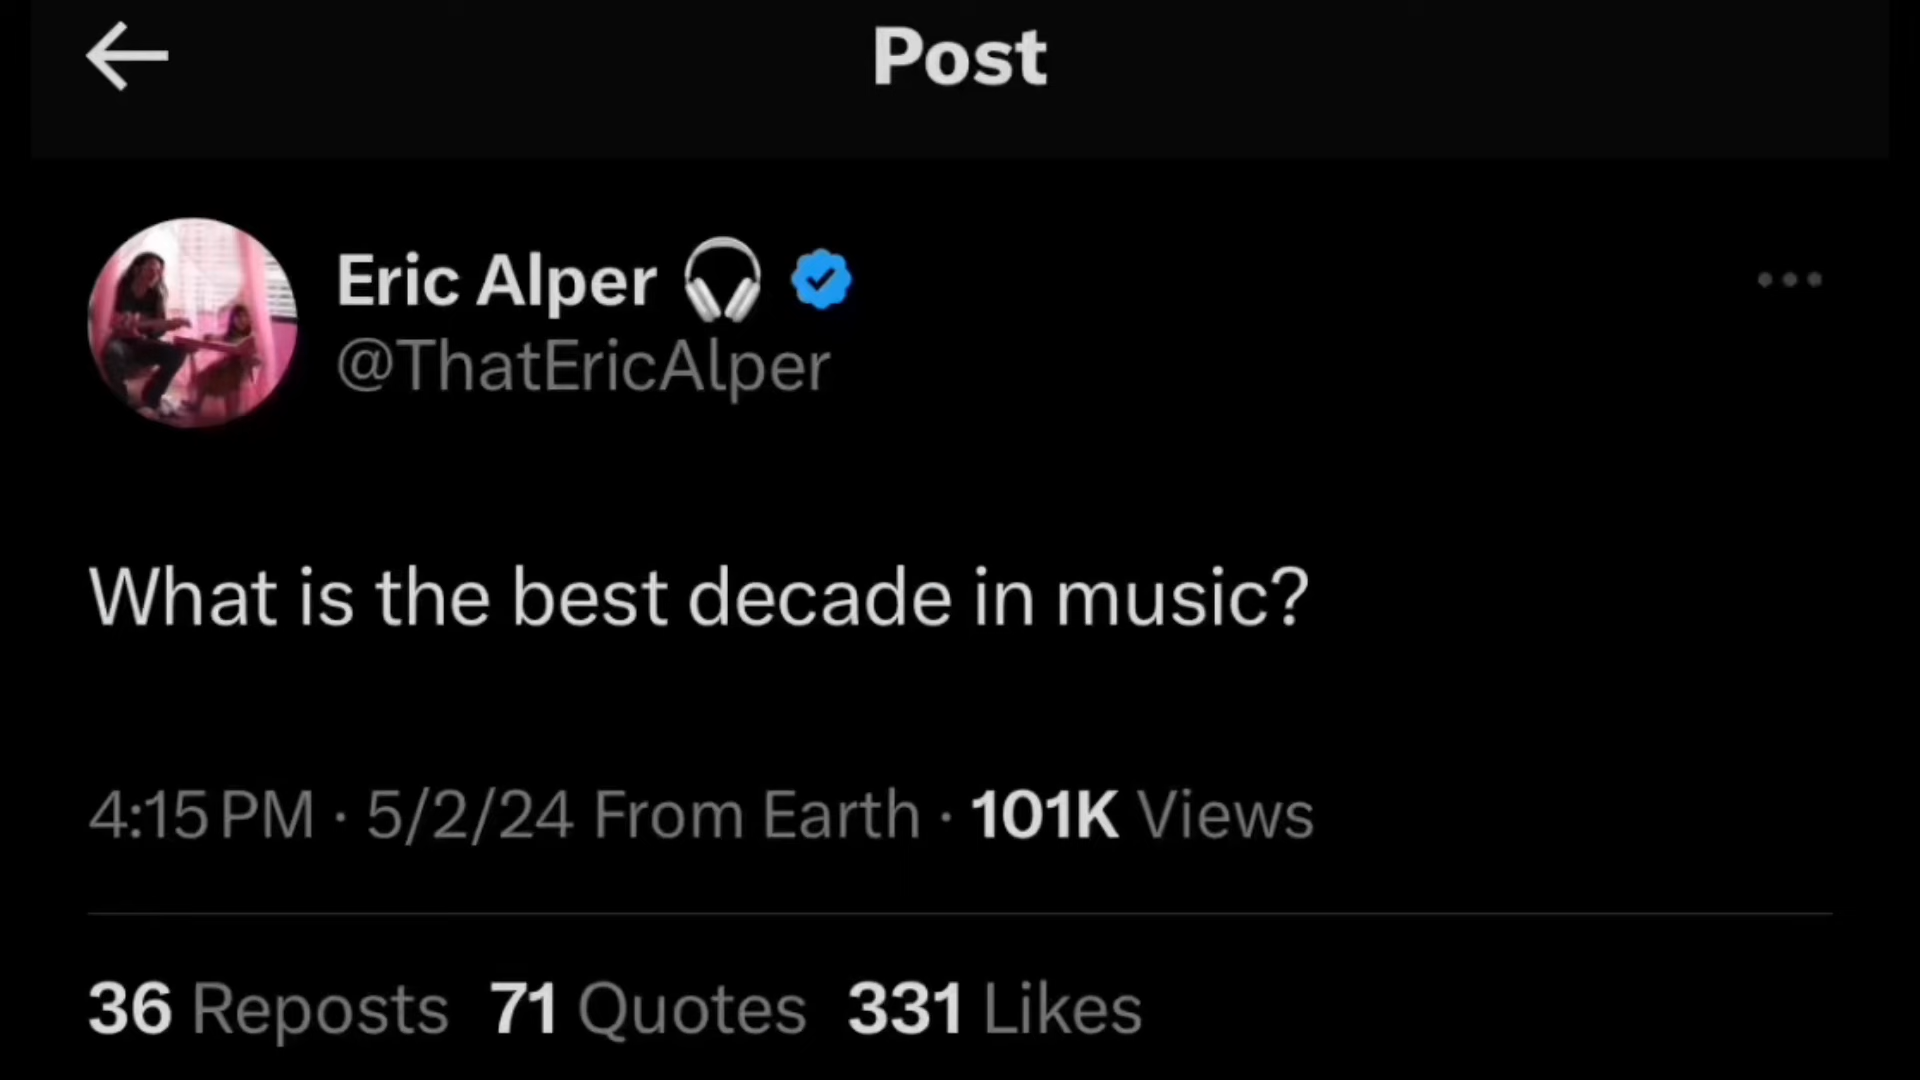 Post
Eric Alper
@ThatEricAlper
What is the best decade in music?
4:15 PM · 5/2/24 From Earth · 101K Views
36 Reposts 71 Quotes 331 Likes